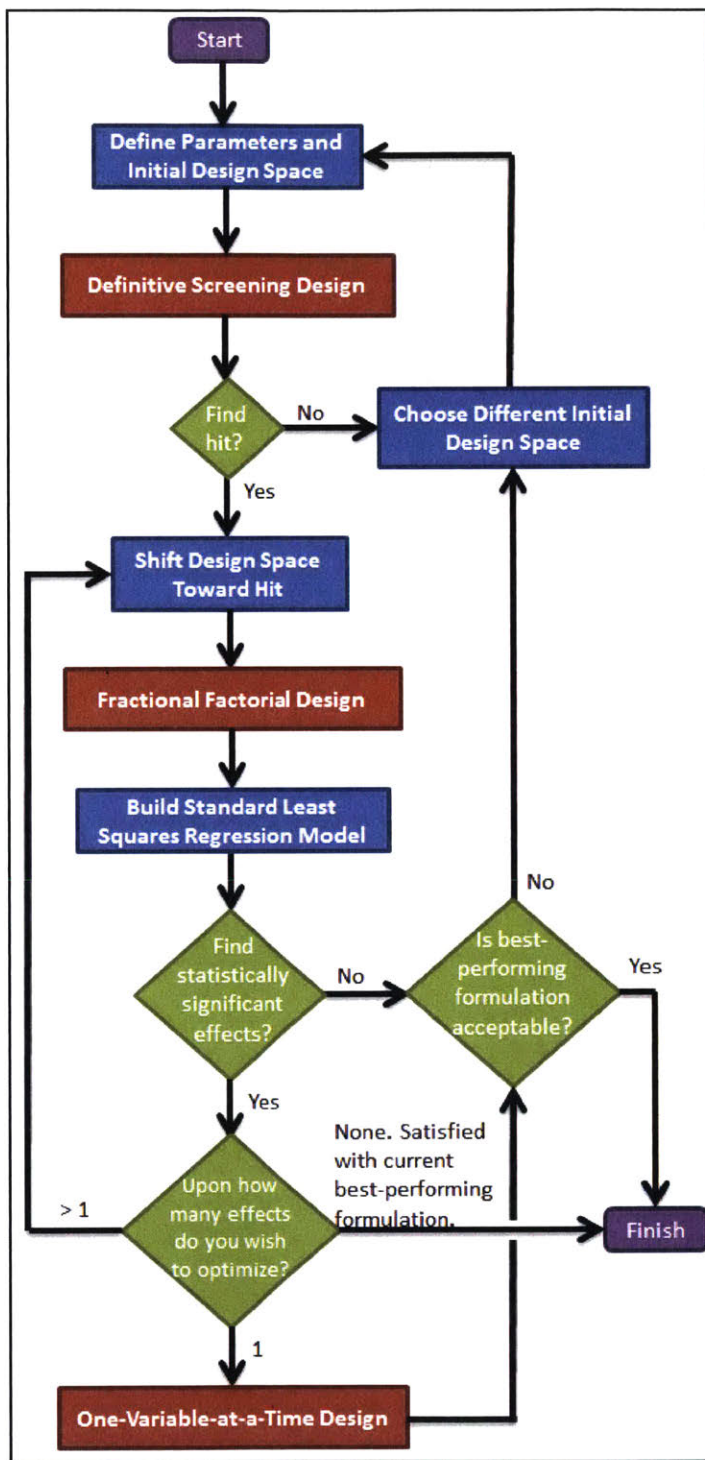 Start
Define Parameters and
Initial Design Space
Definitive Screening Design
Find
hit?
No
Choose Different Initial
Design Space
Yes
Shift Design Space
Toward Hit
Fractional Factorial Design
Build Standard Least
Squares Regression Model
No
Find
statistically
significant
effects?
No
Is best-
performing
formulation
acceptable?
Yes
Yes
None. Satisfied
with current
best-performing
formulation.
> 1
Upon how
many effects
do you wish
to optimize?
Finish
1
One-Variable-at-a-Time Design